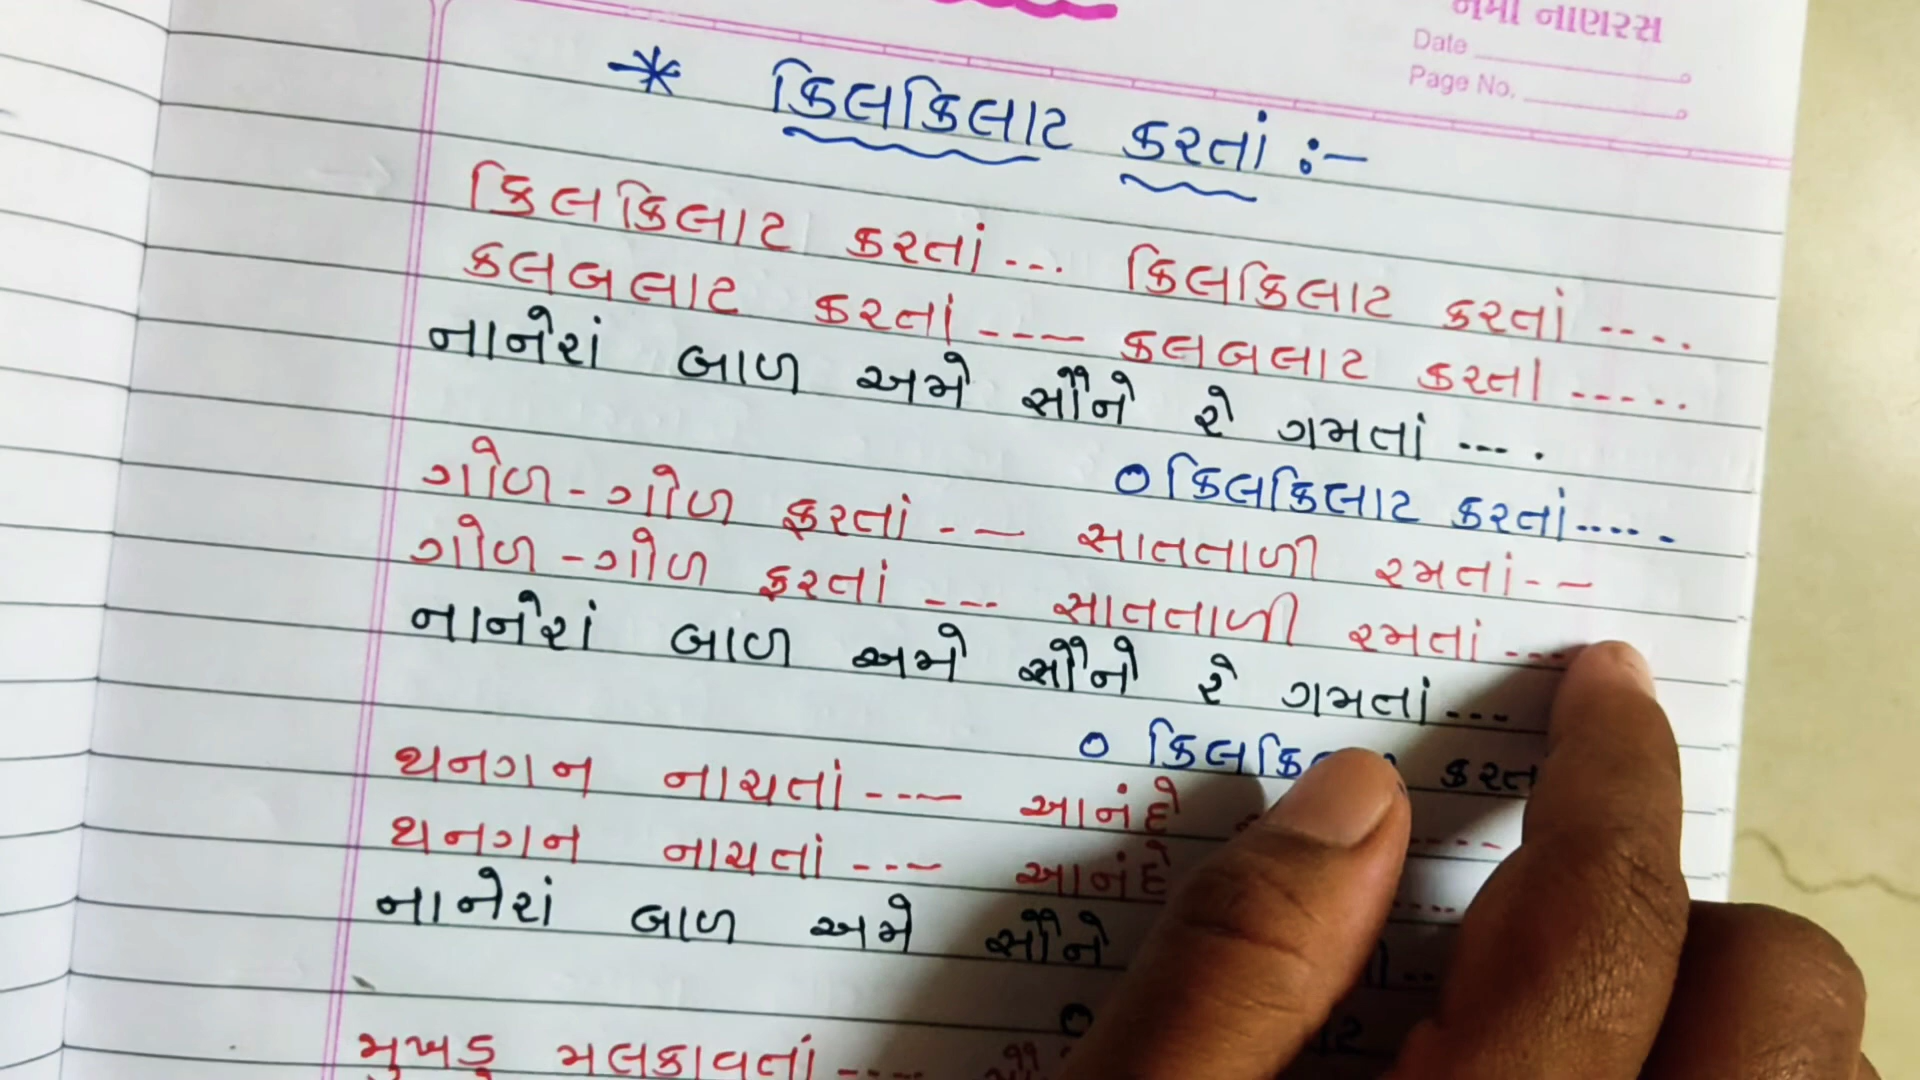 નાણરસ
Date
Page No.
* કિલકિલાટ કરતાં :-
કિલકિલાટ કરતાં... કિલકિલાટ કરતાં ....
કલબલાટ કરતાં ---- કલબલાટ કરતા .....
નાનેરાં બાળ અમે સૌને રે ગમતાં ....
૦ કિલકિલાટ કરતાં.....
ગોળ-ગોળ ફરતાં -- સાતતાળી રમતાં--
ગોળ-ગોળ ફરતાં --- સાતતાળી રમતાં ---
નાનેરાં બાળ અમે સૌને રે ગમતાં ---
૦ કરત
થનગન નાચતાં ---- આનંદે ----
થનગન નાચતાં --- આનંદે ....
નાનેરાં બાળ અમે સૌને
૦
મુખડુ મલકાવતાં ----